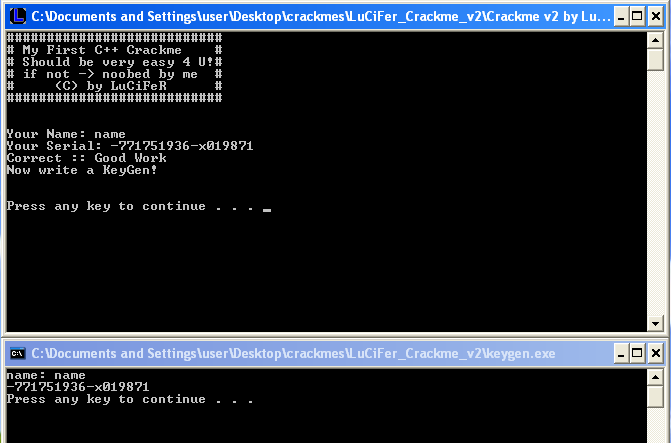 C:\Documents and Settings\user\Desktop\crackmes\LuCiFer_Crackme_v2\Crackme v2 by Lu...
###########################
# My First C++ Crackme    #
# Should be very easy 4 U!#
# if not -> noobed by me  #
#     (C) by LuCiFeR      #
###########################
Your Name: name
Your Serial: -771751936-x019871
Correct :: Good Work
Now write a KeyGen!
Press any key to continue . . . _
C:\Documents and Settings\user\Desktop\crackmes\LuCiFer_Crackme_v2\keygen.exe
name: name
-771751936-x019871
Press any key to continue . . .